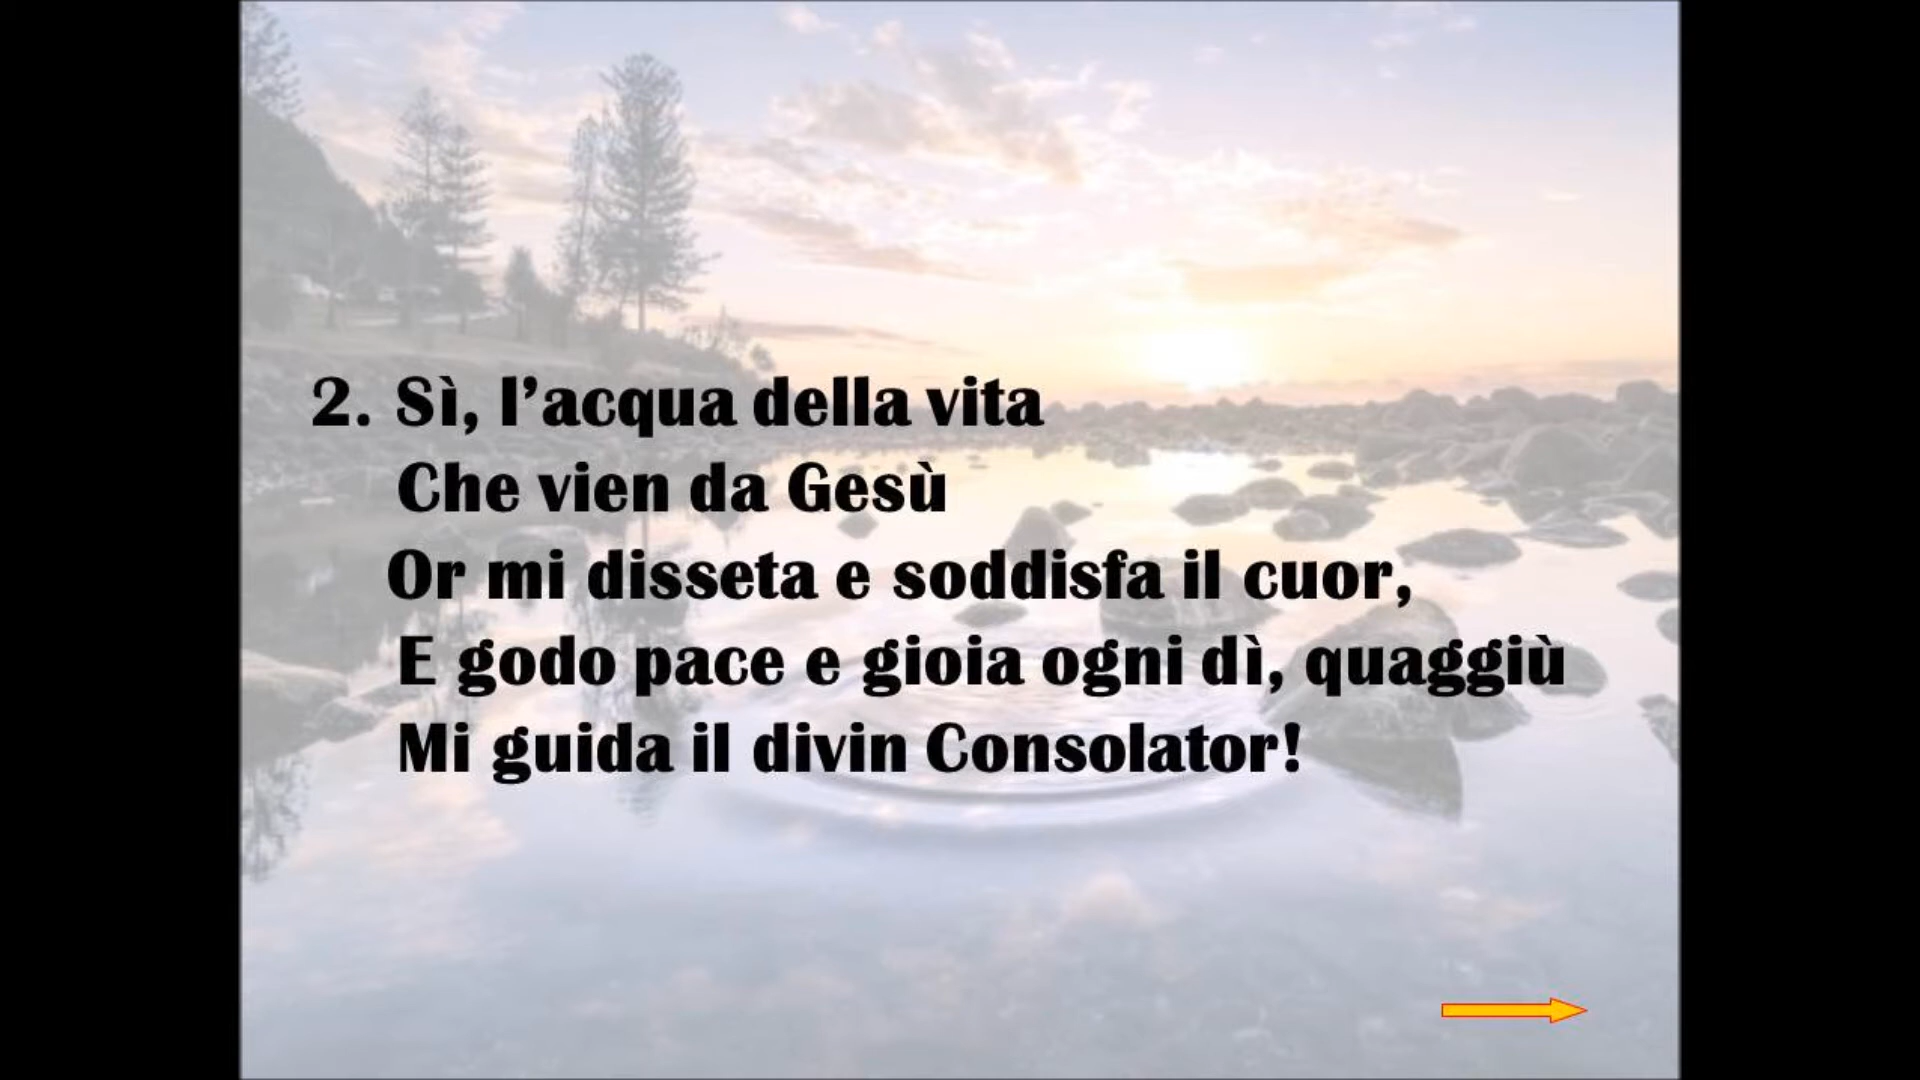 2. Sì, l’acqua della vita
Che vien da Gesù
Or mi disseta e soddisfa il cuor,
E godo pace e gioia ogni dì, quaggiù
Mi guida il divin Consolator!